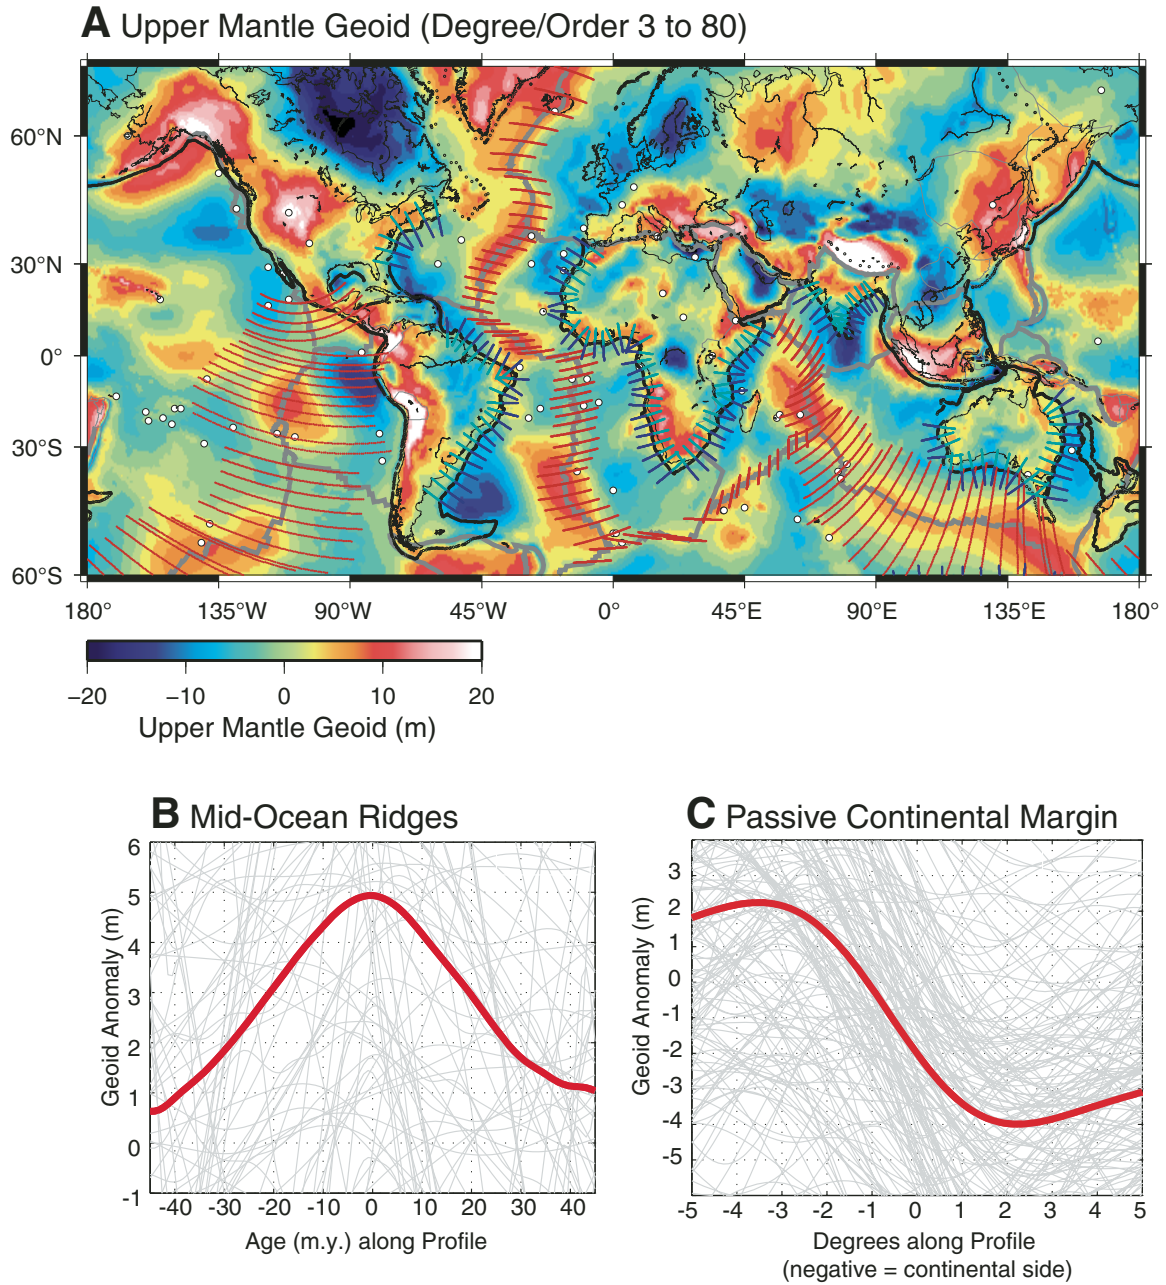 A Upper Mantle Geoid (Degree/Order 3 to 80)
60°N
30°N
0°
30°S
60°S
180° 135°W 90°W 45°W 0° 45°E 90°E 135°E 180°
−20 −10 0 10 20
Upper Mantle Geoid (m)
B Mid-Ocean Ridges
6
5
4
3
2
1
0
-1
Geoid Anomaly (m)
-40 -30 -20 -10 0 10 20 30 40
Age (m.y.) along Profile
C Passive Continental Margin
3
2
1
0
-1
-2
-3
-4
-5
Geoid Anomaly (m)
-5 -4 -3 -2 -1 0 1 2 3 4 5
Degrees along Profile
(negative = continental side)